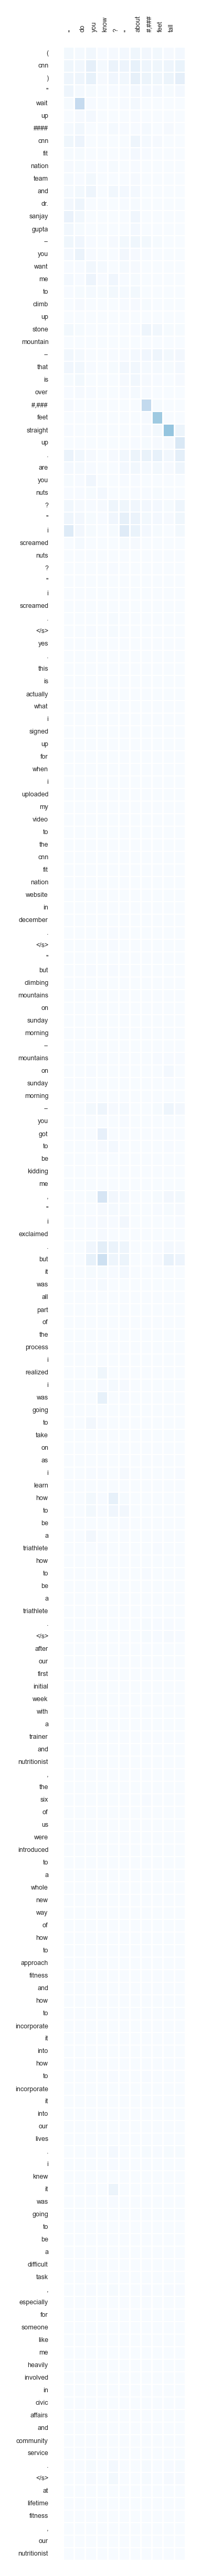 " do you know ? " about #,### feet tall
(
cnn
)
"
wait
up
####
cnn
fit
nation
team
and
dr.
sanjay
gupta
–
you
want
me
to
climb
up
stone
mountain
–
that
is
over
#,###
feet
straight
up
.
are
you
nuts
?
"
i
screamed
nuts
?
"
i
screamed
.
</s>
yes
.
this
is
actually
what
i
signed
up
for
when
i
uploaded
my
video
to
the
cnn
fit
nation
website
in
december
.
</s>
"
but
climbing
mountains
on
sunday
morning
–
mountains
on
sunday
morning
–
you
got
to
be
kidding
me
,
"
i
exclaimed
.
but
it
was
all
part
of
the
process
i
realized
i
was
going
to
take
on
as
i
learn
how
to
be
a
triathlete
how
to
be
a
triathlete
.
</s>
after
our
first
initial
week
with
a
trainer
and
nutritionist
,
the
six
of
us
were
introduced
to
a
whole
new
way
of
how
to
approach
fitness
and
how
to
incorporate
it
into
how
to
incorporate
it
into
our
lives
.
i
knew
it
was
going
to
be
a
difficult
task
,
especially
for
someone
like
me
heavily
involved
in
civic
affairs
and
community
service
.
</s>
at
lifetime
fitness
,
our
nutritionist